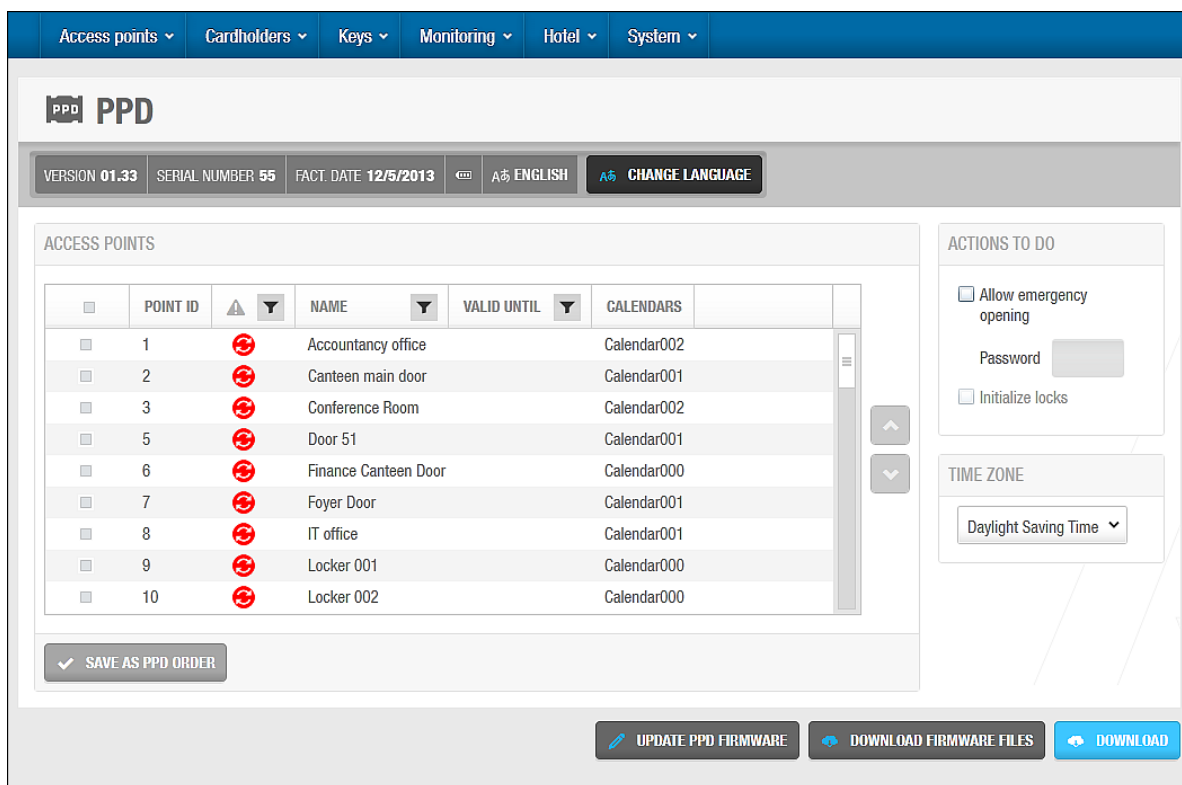 Access points Cardholders Keys Monitoring Hotel System
PPD PPD
VERSION 01.33 SERIAL NUMBER 55 FACT. DATE 12/5/2013 Aあ ENGLISH Aあ CHANGE LANGUAGE
ACCESS POINTS
POINT ID NAME VALID UNTIL CALENDARS
1 Accountancy office Calendar002
2 Canteen main door Calendar001
3 Conference Room Calendar002
5 Door 51 Calendar001
6 Finance Canteen Door Calendar000
7 Foyer Door Calendar001
8 IT office Calendar001
9 Locker 001 Calendar000
10 Locker 002 Calendar000
SAVE AS PPD ORDER
ACTIONS TO DO
Allow emergency
opening
Password
Initialize locks
TIME ZONE
Daylight Saving Time
UPDATE PPD FIRMWARE DOWNLOAD FIRMWARE FILES DOWNLOAD